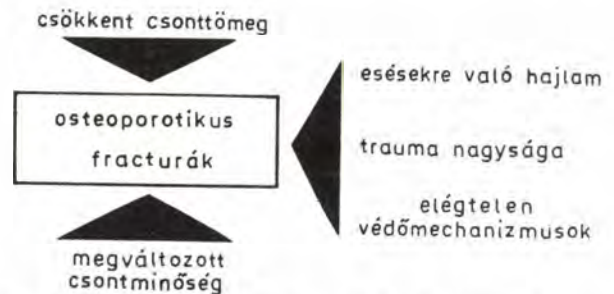 csökkent csonttömeg
osteoporotikus
fracturák
megváltozott
csontminőség
esésekre való hajlam
trauma nagysága
elégtelen
védőmechanizmusok